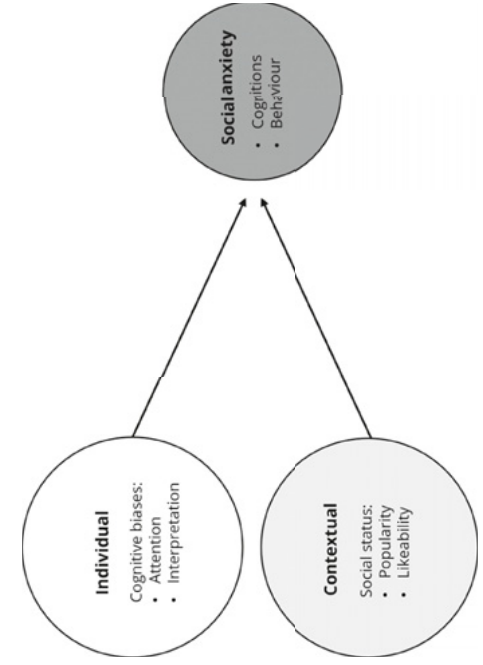 Individual
Cognitive biases:
• Attention
• Interpretation
Contextual
Social status:
• Popularity
• Likeability
Social anxiety
• Cognitions
• Behaviour